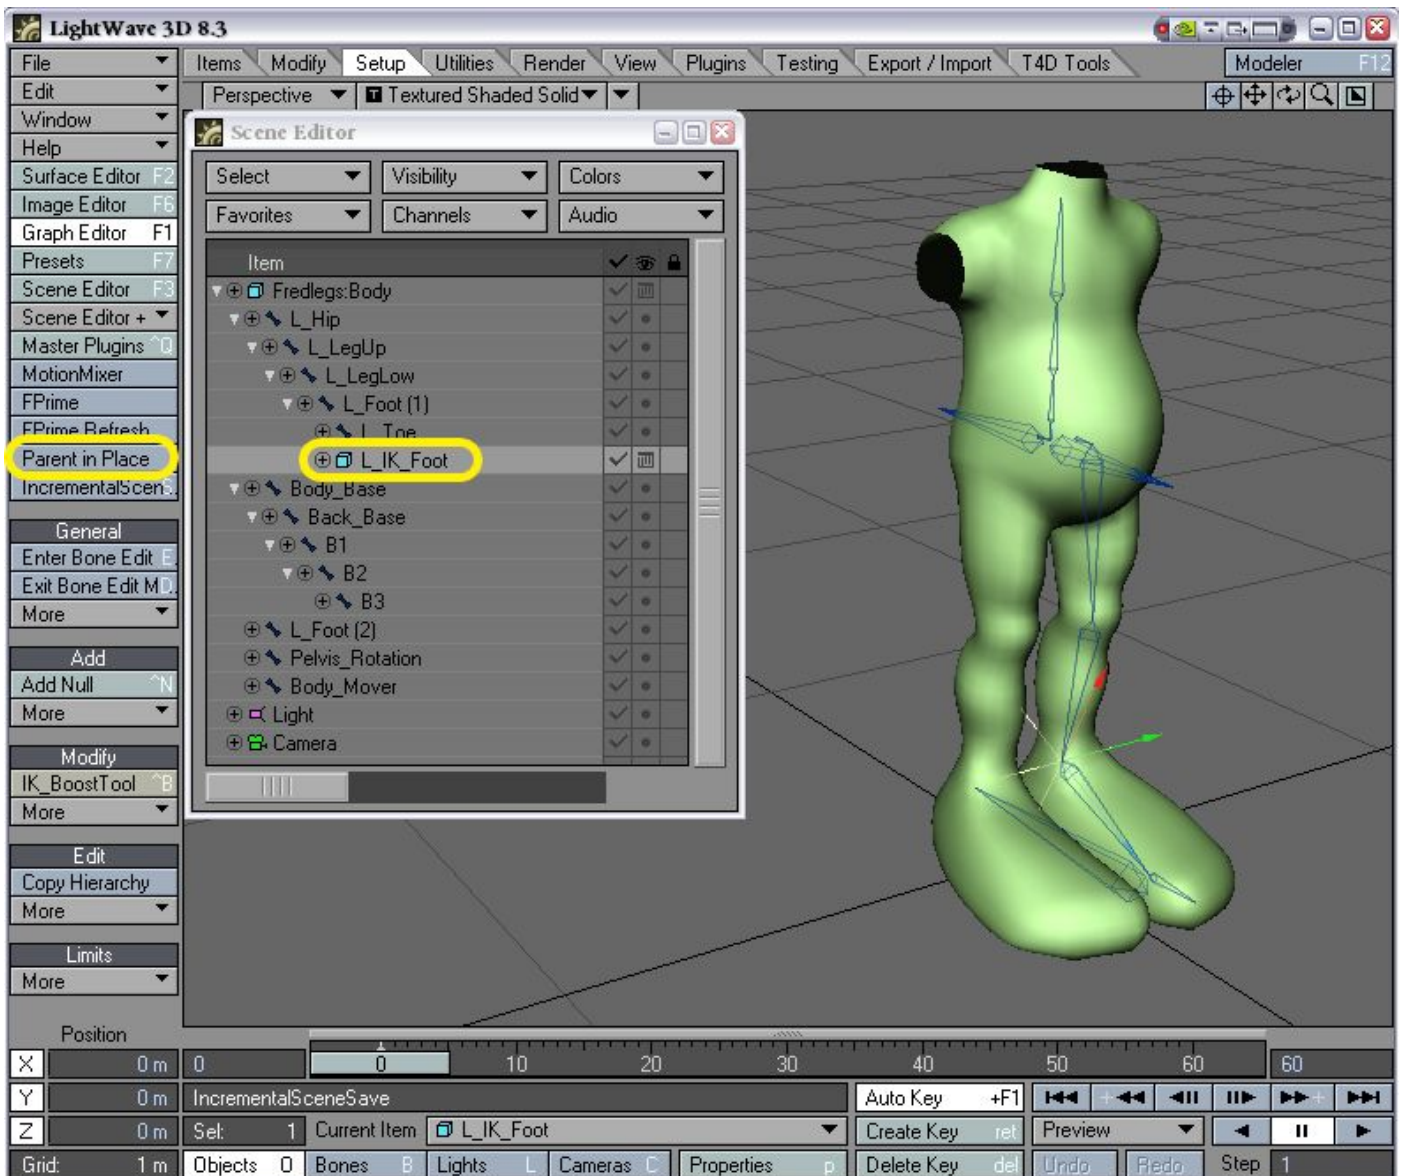 LightWave 3D 8.3
File
Items Modify Setup Utilities Render View Plugins Testing Export / Import T4D Tools Modeler F12
Edit
Perspective Textured Shaded Solid
Window
Help
Surface Editor F2
Image Editor F6
Graph Editor F1
Presets F7
Scene Editor F3
Scene Editor +
Master Plugins ^Q
MotionMixer
FPrime
FPrime Refresh
Parent in Place
IncrementalScen S
General
Enter Bone Edit E
Exit Bone Edit M D
More
Add
Add Null ^N
More
Modify
IK_BoostTool ^B
More
Edit
Copy Hierarchy
More
Limits
More
Scene Editor
Select Visibility Colors
Favorites Channels Audio
Item
Fredlegs:Body
L_Hip
L_LegUp
L_LegLow
L_Foot (1)
L_Toe
L_IK_Foot
Body_Base
Back_Base
B1
B2
B3
L_Foot (2)
Pelvis_Rotation
Body_Mover
Light
Camera
Position
X 0 m 0 0 10 20 30 40 50 60 60
Y 0 m IncrementalSceneSave Auto Key +F1
Z 0 m Sel: 1 Current Item L_IK_Foot Create Key ret Preview
Grid: 1 m Objects O Bones B Lights L Cameras C Properties p Delete Key del Undo Redo Step 1